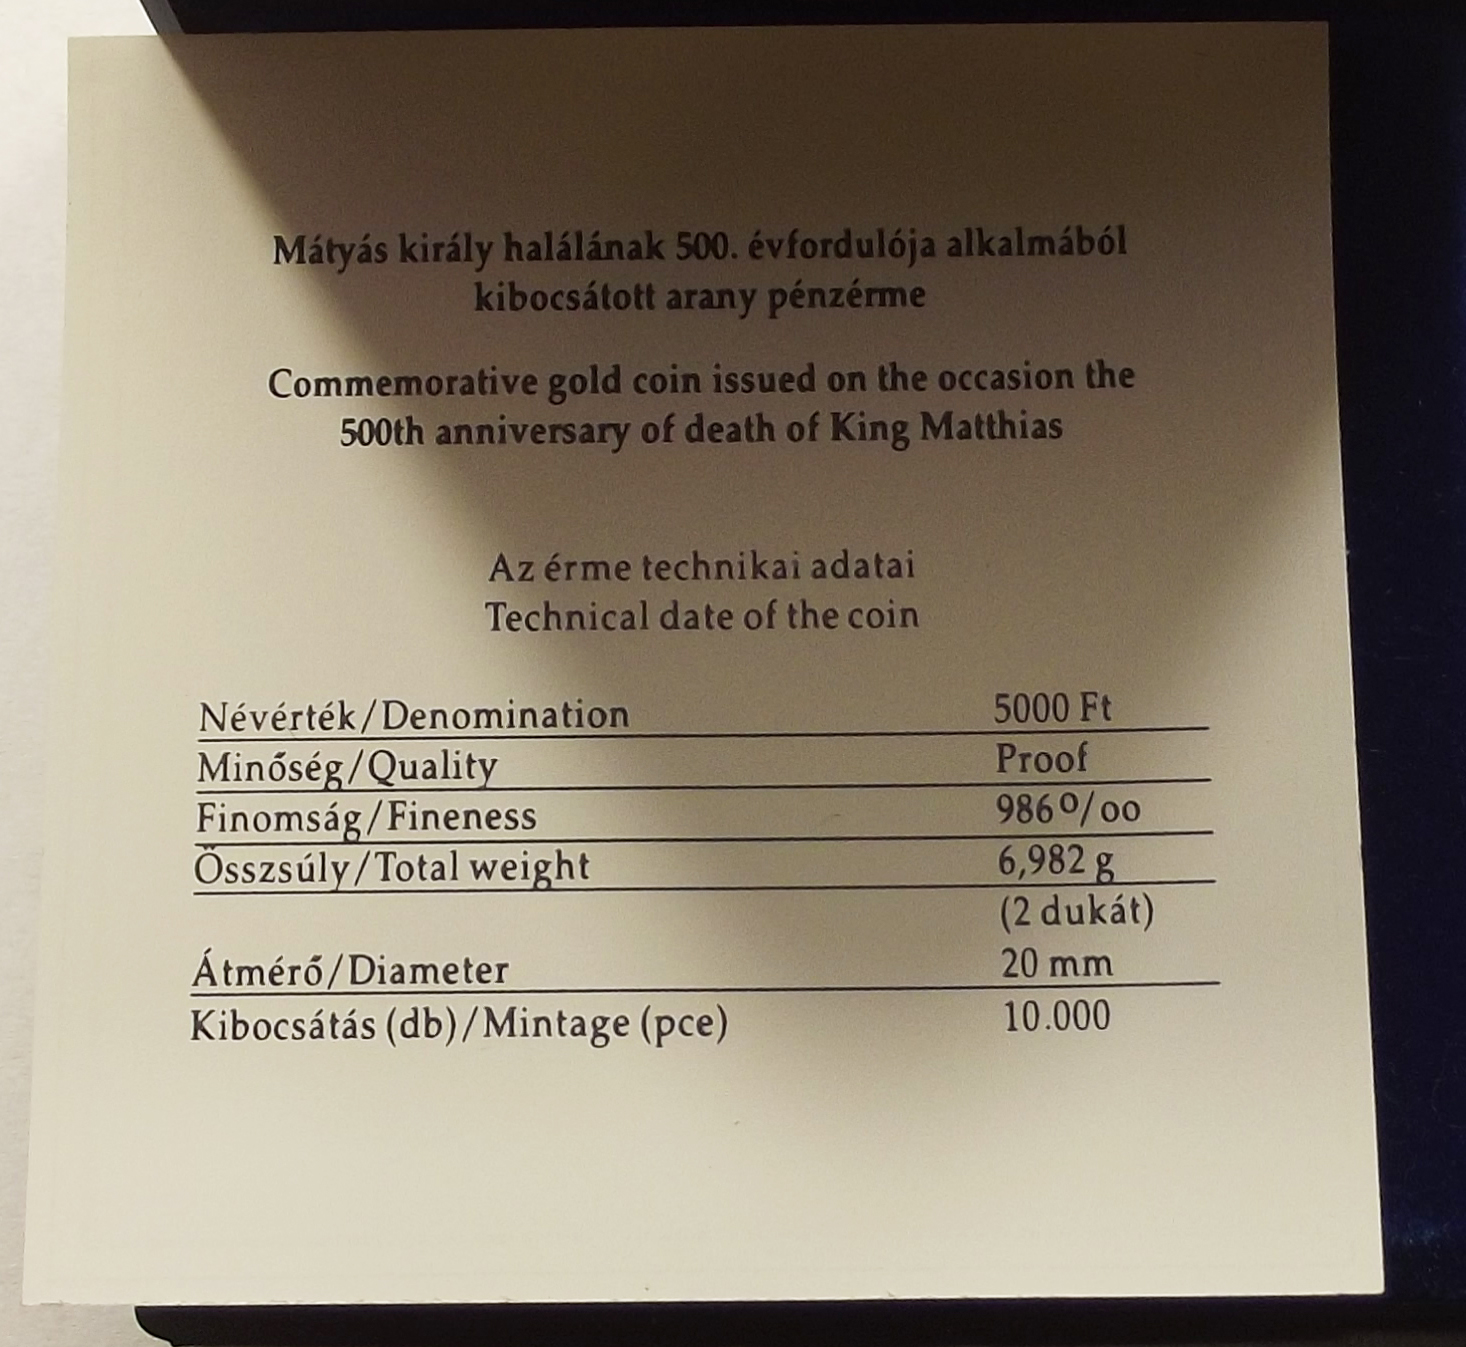 Mátyás király halálának 500. évfordulója alkalmából
kibocsátott arany pénzérme
Commemorative gold coin issued on the occasion the
500th anniversary of death of King Matthias
Az érme technikai adatai
Technical date of the coin
Névérték/Denomination 5000 Ft
Minőség/Quality Proof
Finomság/Fineness 986 o/oo
Összsúly/Total weight 6,982 g
(2 dukát)
Átmérő/Diameter 20 mm
Kibocsátás (db)/Mintage (pce) 10.000